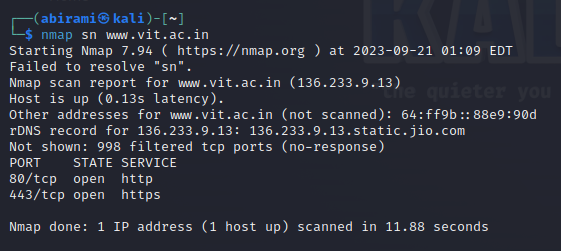 ┌──(abirami㉿kali)-[~]
└─$ nmap sn www.vit.ac.in
Starting Nmap 7.94 ( https://nmap.org ) at 2023-09-21 01:09 EDT
Failed to resolve "sn".
Nmap scan report for www.vit.ac.in (136.233.9.13)
Host is up (0.13s latency).
Other addresses for www.vit.ac.in (not scanned): 64:ff9b::88e9:90d
rDNS record for 136.233.9.13: 136.233.9.13.static.jio.com
Not shown: 998 filtered tcp ports (no-response)
PORT    STATE SERVICE
80/tcp  open  http
443/tcp open  https
Nmap done: 1 IP address (1 host up) scanned in 11.88 seconds
KAL
the quieter you